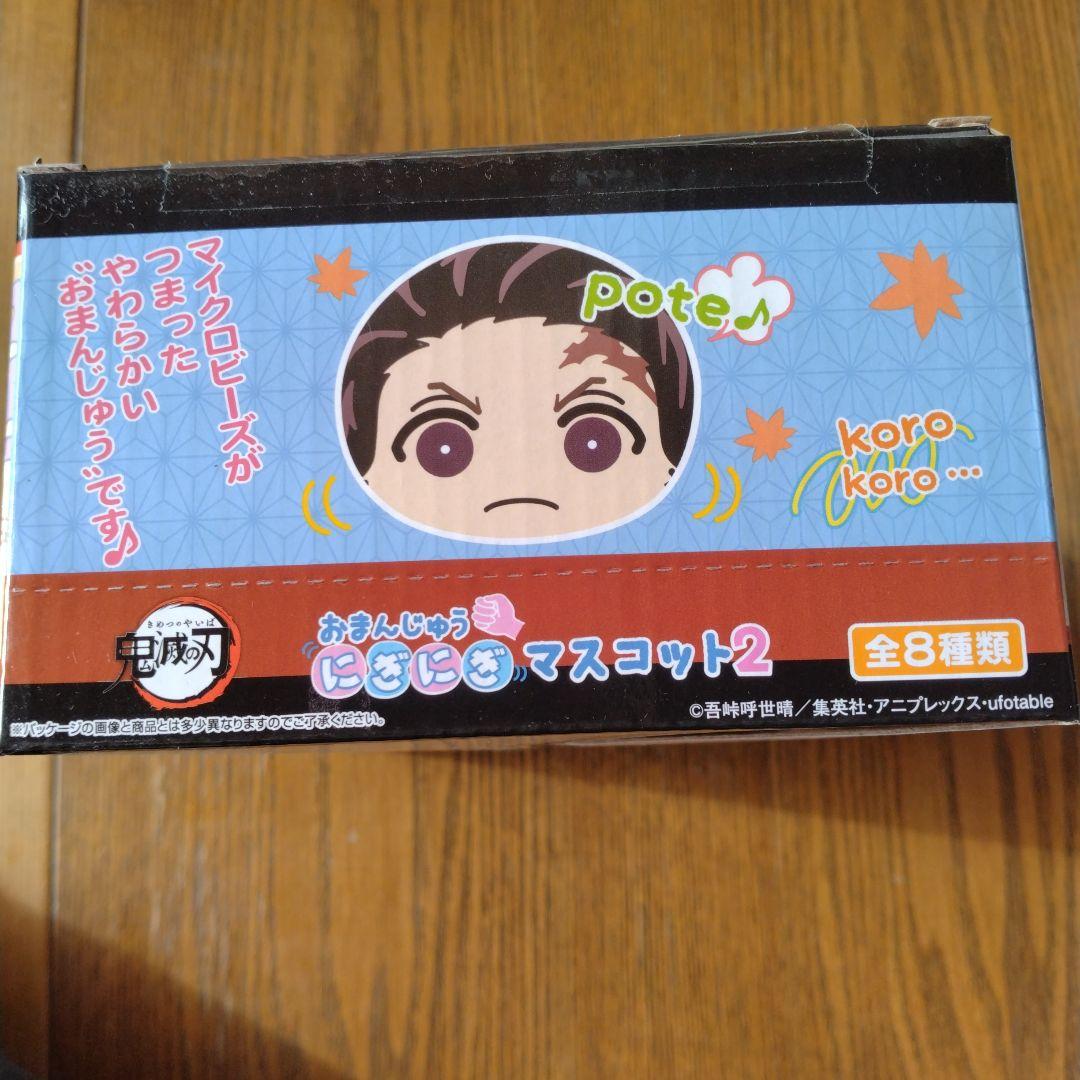 マイクロビーズが
つまった
やわらかい
“おまんじゅう”です♪
pote♪
koro
koro…
きめつのやいば
鬼滅の刃
おまんじゅう
にぎにぎマスコット2
全8種類
※パッケージの画像と商品とは多少異なりますのでご了承ください。
©吾峠呼世晴／集英社・アニプレックス・ufotable